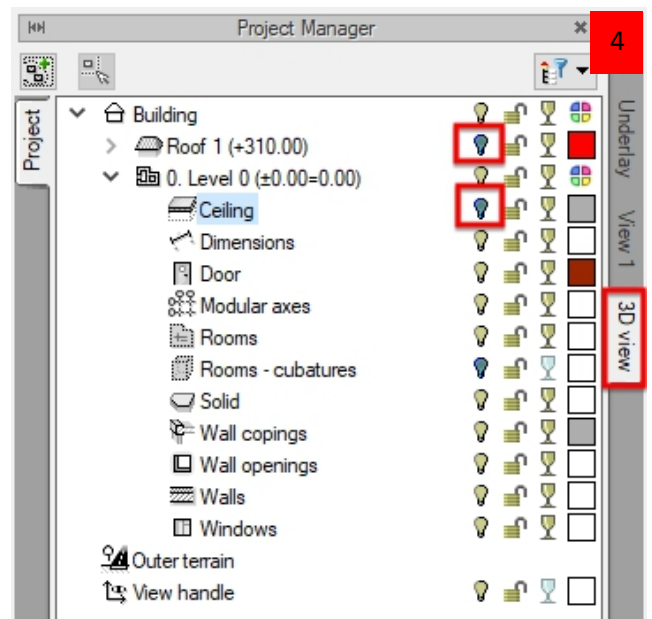 Project Manager
4
Project
Building
Roof 1 (+310.00)
0. Level 0 (±0.00=0.00)
Ceiling
Dimensions
Door
Modular axes
Rooms
Rooms - cubatures
Solid
Wall copings
Wall openings
Walls
Windows
Outer terrain
View handle
Underlay
View 1
3D view